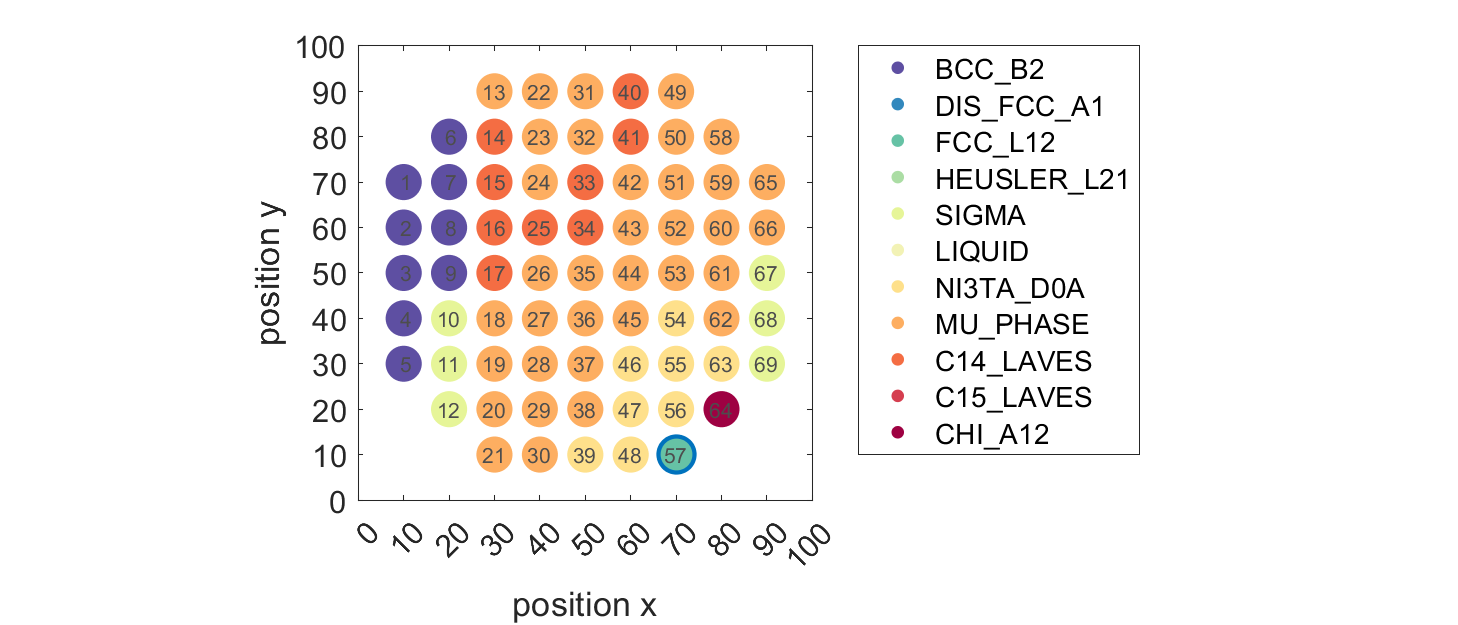 100
90 13 22 31 40 49
80 6 14 23 32 41 50 58
70 1 7 15 24 33 42 51 59 65
60 2 8 16 25 34 43 52 60 66
50 3 9 17 26 35 44 53 61 67
40 4 10 18 27 36 45 54 62 68
30 5 11 19 28 37 46 55 63 69
20 12 20 29 38 47 56 64
10 21 30 39 48 57
0
position y
0 10 20 30 40 50 60 70 80 90 100
position x
BCC_B2
DIS_FCC_A1
FCC_L12
HEUSLER_L21
SIGMA
LIQUID
NI3TA_D0A
MU_PHASE
C14_LAVES
C15_LAVES
CHI_A12